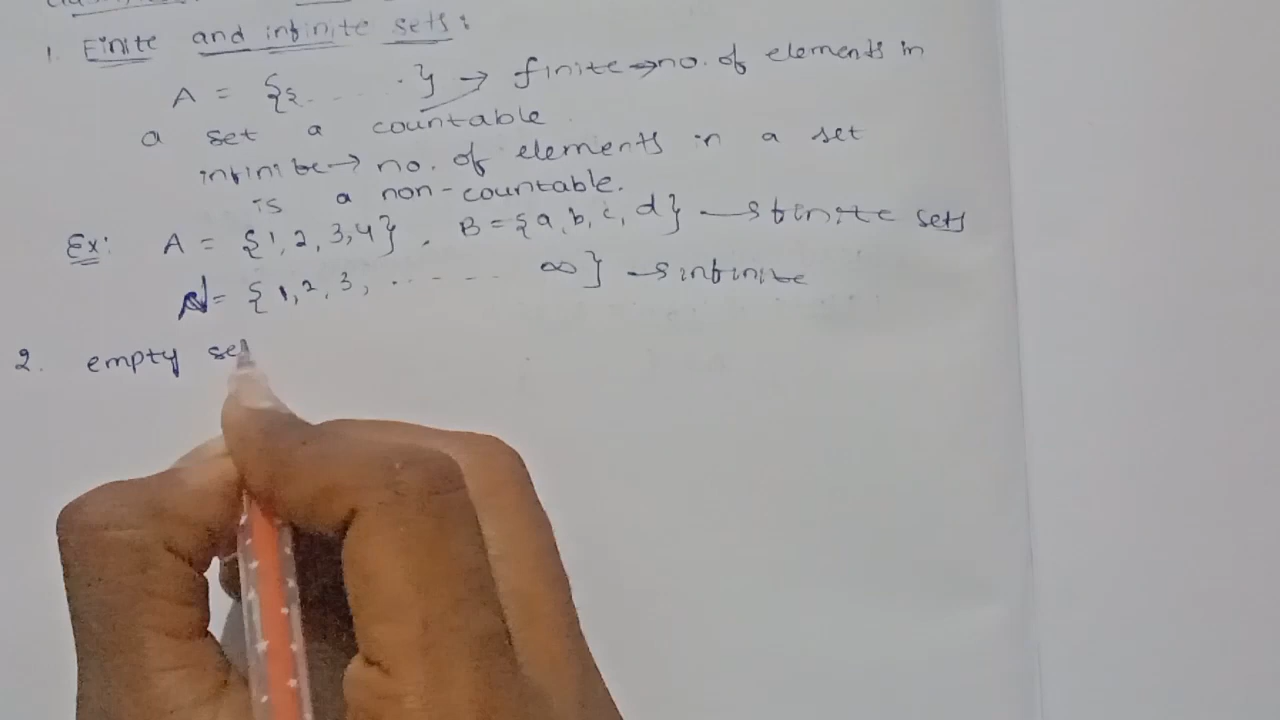 1. Finite and infinite sets:
A = {2 ..... .} → finite → no. of elements in
a set a countable
infinite → no. of elements in a set
is a non-countable.
Ex: A = {1, 2, 3, 4}, B = {a, b, c, d} → finite sets
N = {1, 2, 3, ....... ∞} → infinite
2. empty set